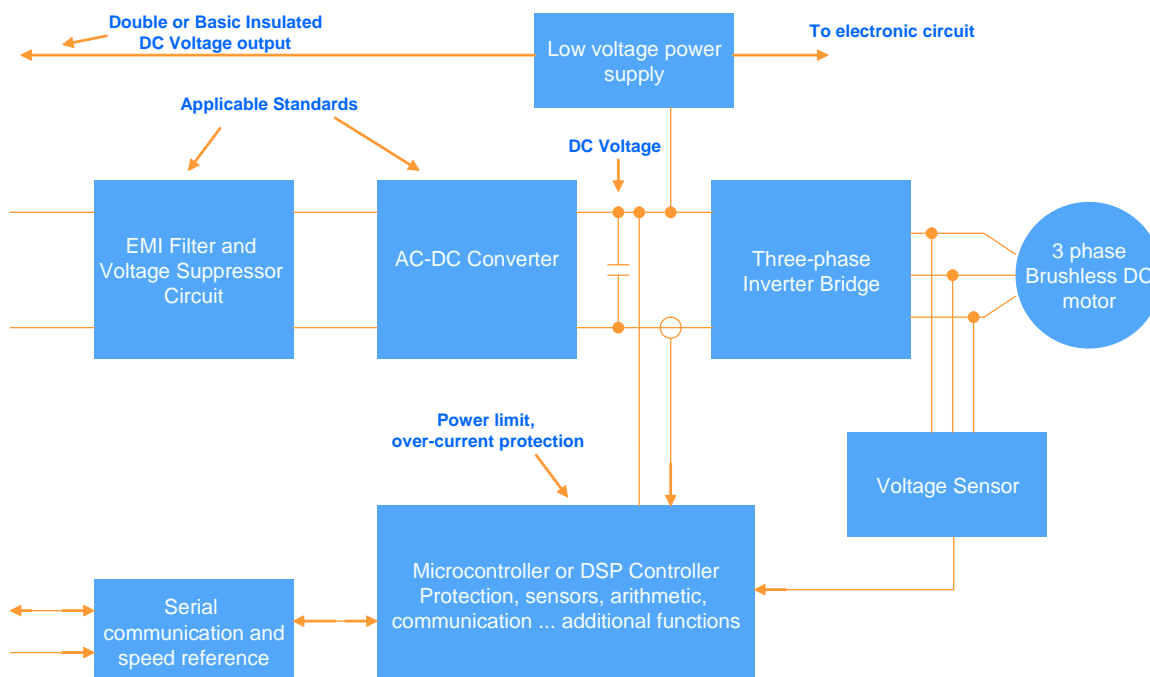 Double or Basic Insulated
DC Voltage output
Low voltage power
supply
To electronic circuit
Applicable Standards
DC Voltage
EMI Filter and
Voltage Suppressor
Circuit
AC-DC Converter
Three-phase
Inverter Bridge
3 phase
Brushless DC
motor
Power limit,
over-current protection
Voltage Sensor
Microcontroller or DSP Controller
Protection, sensors, arithmetic,
communication ... additional functions
Serial
communication and
speed reference